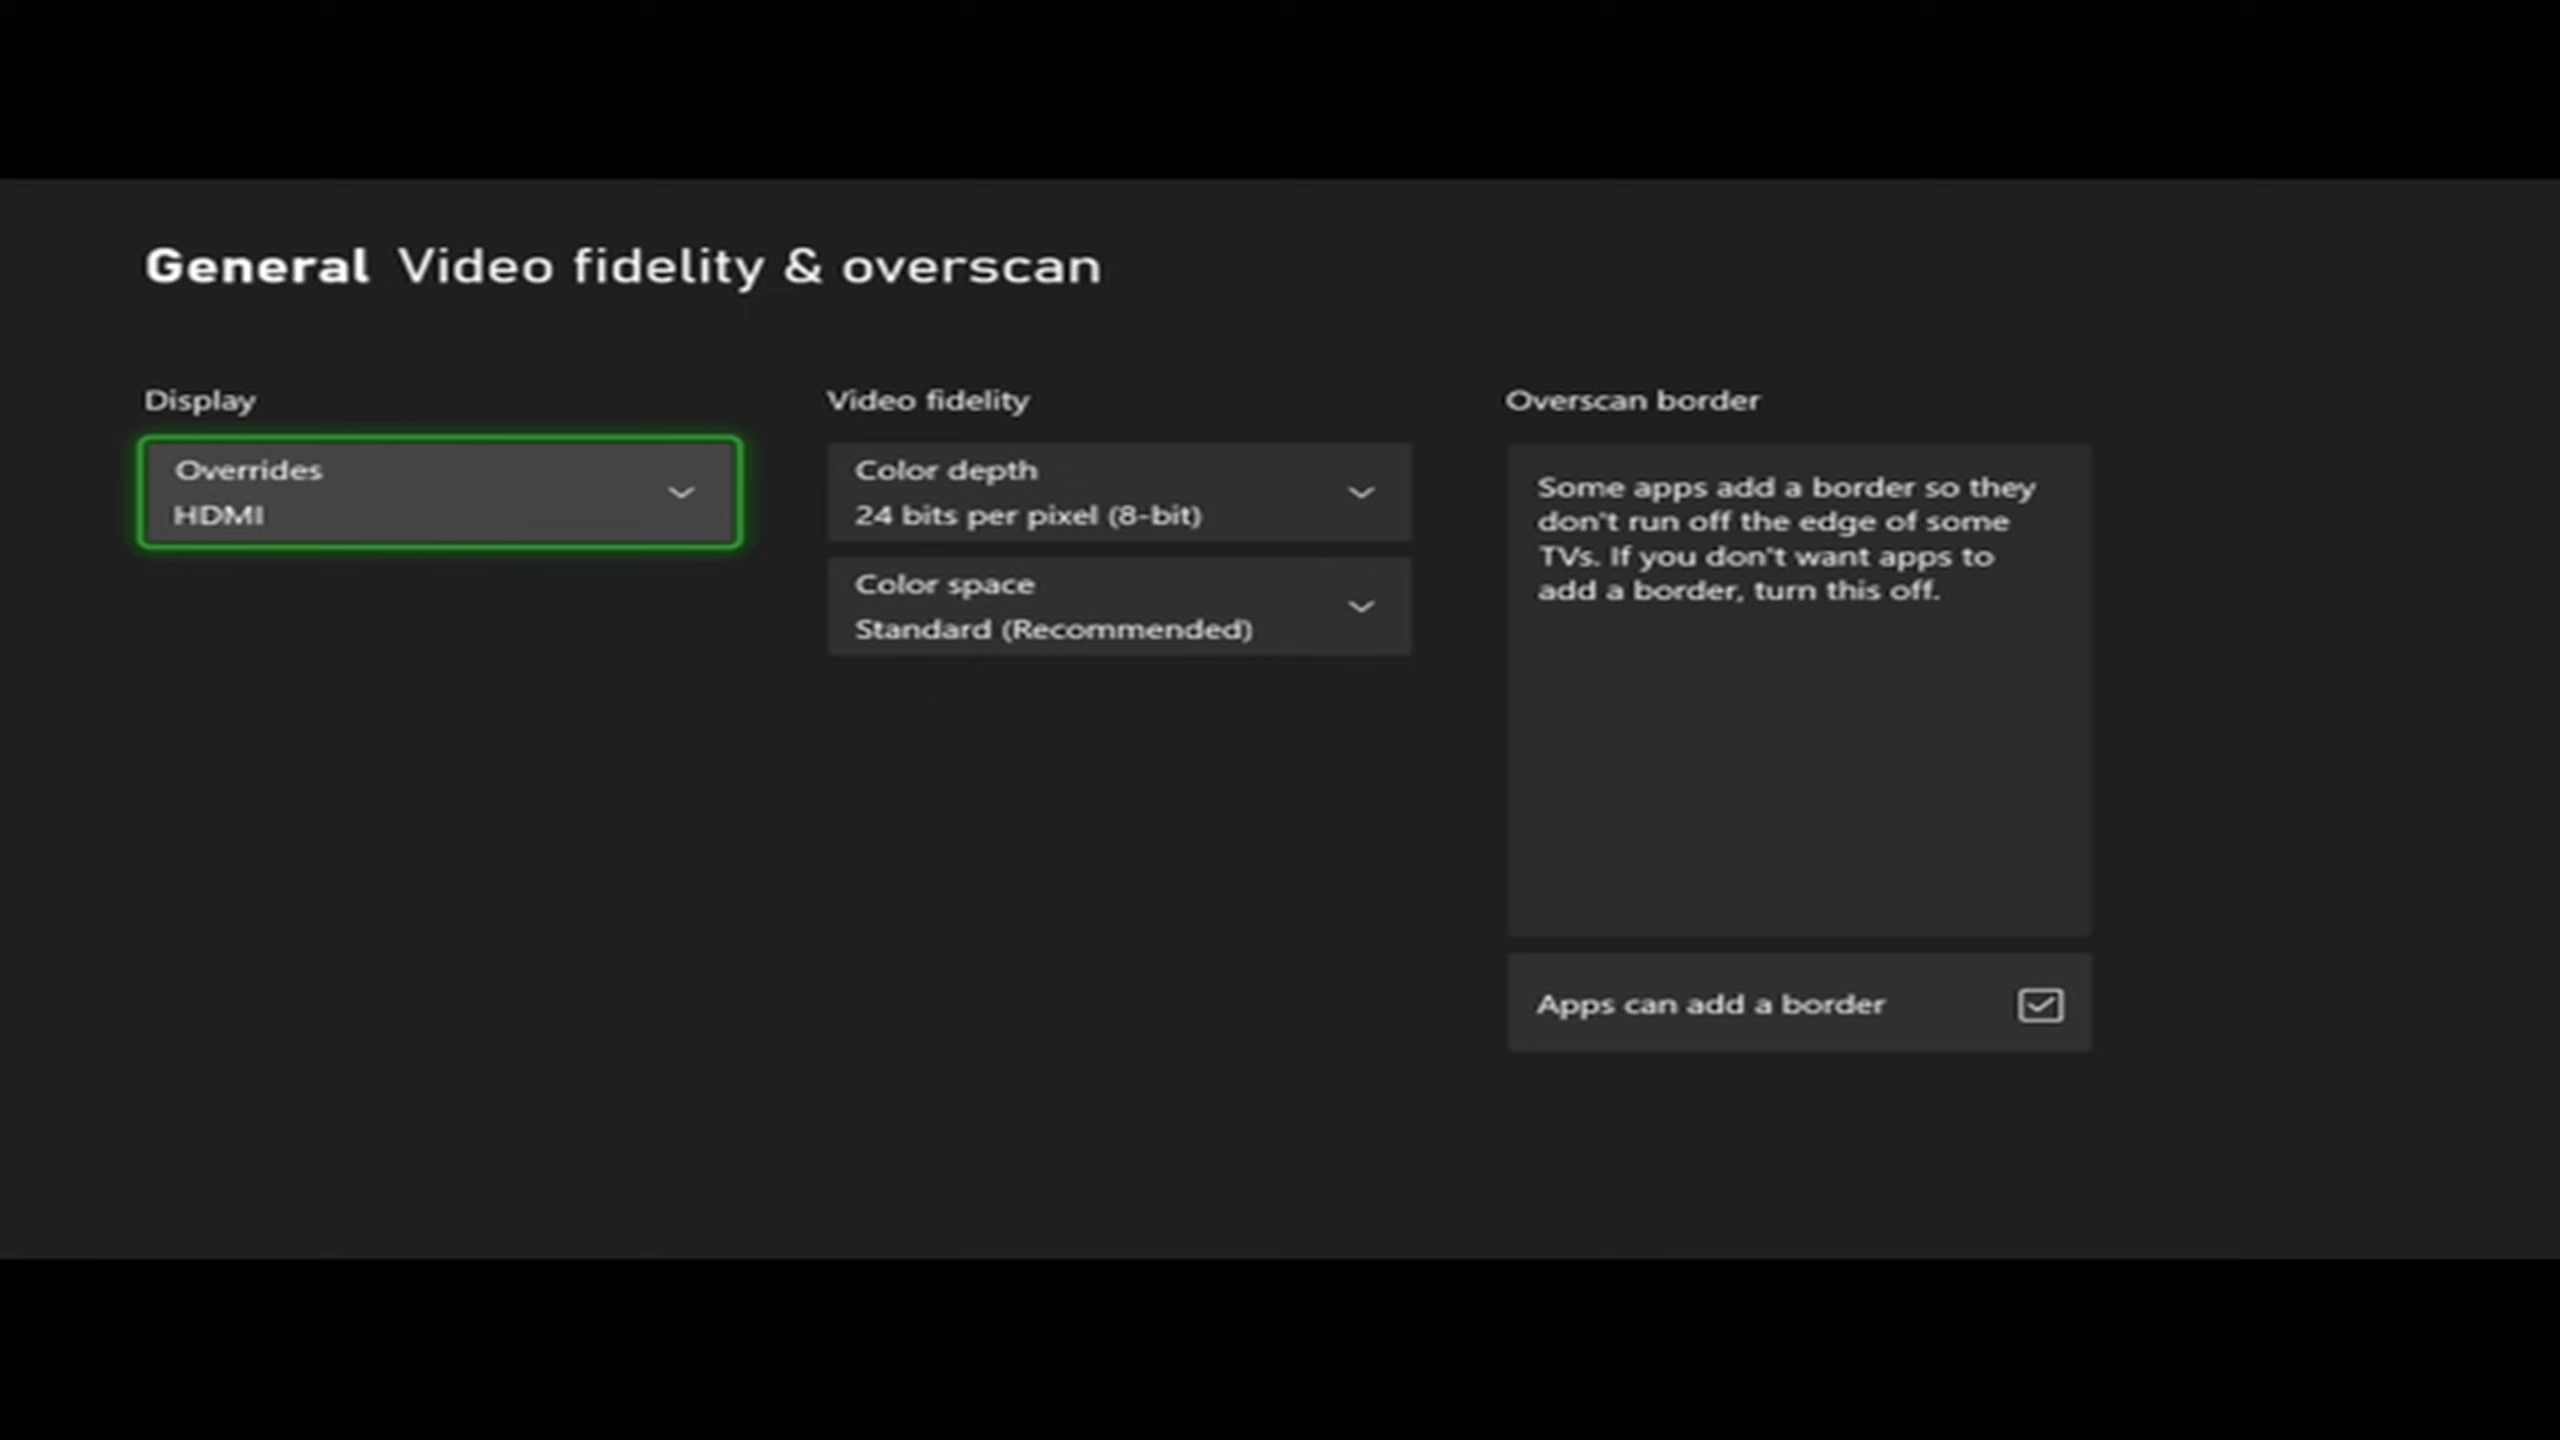 General Video fidelity & overscan
Display
Overrides
HDMI
Video fidelity
Color depth
24 bits per pixel (8-bit)
Color space
Standard (Recommended)
Overscan border
Some apps add a border so they
don't run off the edge of some
TVs. If you don't want apps to
add a border, turn this off.
Apps can add a border